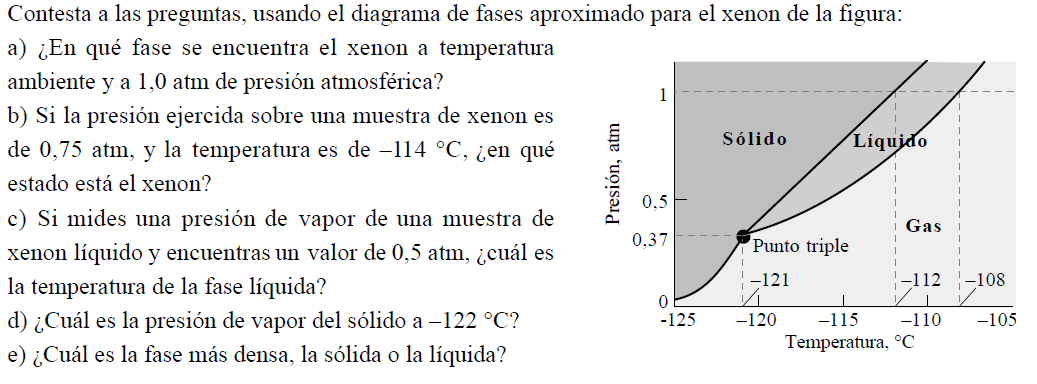 Contesta a las preguntas, usando el diagrama de fases aproximado para el xenon de la figura:
a) ¿En qué fase se encuentra el xenon a temperatura
ambiente y a 1,0 atm de presión atmosférica?
b) Si la presión ejercida sobre una muestra de xenon es
de 0,75 atm, y la temperatura es de –114 °C, ¿en qué
estado está el xenon?
c) Si mides una presión de vapor de una muestra de
xenon líquido y encuentras un valor de 0,5 atm, ¿cuál es
la temperatura de la fase líquida?
d) ¿Cuál es la presión de vapor del sólido a –122 °C?
e) ¿Cuál es la fase más densa, la sólida o la líquida?
Presión, atm
1
0,5
0,37
0
Sólido
Líquido
Gas
Punto triple
–121
–112
–108
-125
–120
–115
–110
–105
Temperatura, °C